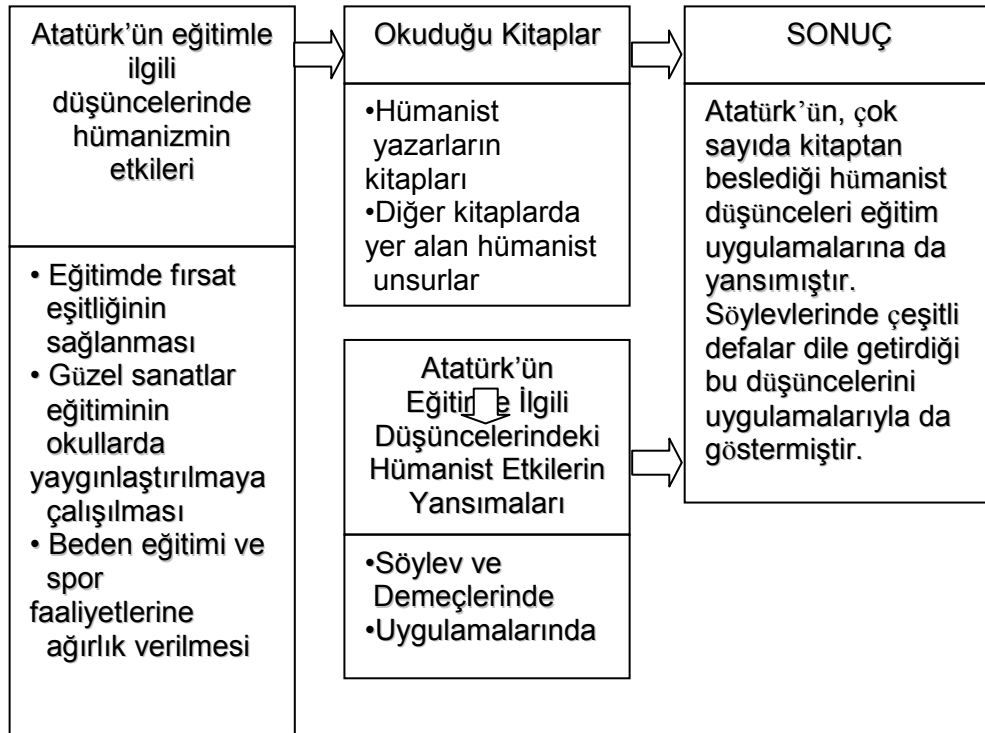 Atatürk’ün eğitimle
ilgili
düşüncelerinde
hümanizmin
etkileri
• Eğitimde fırsat
eşitliğinin
sağlanması
• Güzel sanatlar
eğitiminin
okullarda
yaygınlaştırılmaya
çalışılması
• Beden eğitimi ve
spor
faaliyetlerine
ağırlık verilmesi
Okuduğu Kitaplar
•Hümanist
yazarların
kitapları
•Diğer kitaplarda
yer alan hümanist
unsurlar
Atatürk’ün
Eğitimle İlgili
Düşüncelerindeki
Hümanist Etkilerin
Yansımaları
•Söylev ve
Demeçlerinde
•Uygulamalarında
SONUÇ
Atatürk’ün, çok
sayıda kitaptan
beslediği hümanist
düşünceleri eğitim
uygulamalarına da
yansımıştır.
Söylevlerinde çeşitli
defalar dile getirdiği
bu düşüncelerini
uygulamalarıyla da
göstermiştir.